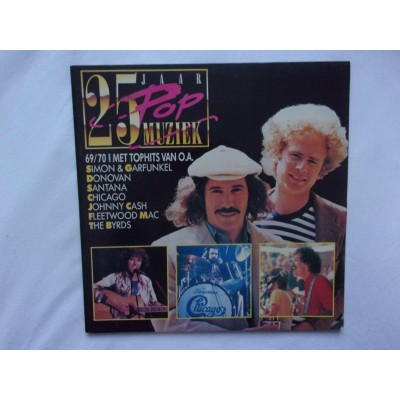 25 JAAR
Pop
MUZIEK
69/70 | MET TOPHITS VAN O.A.
SIMON & GARFUNKEL
DONOVAN
SANTANA
CHICAGO
JOHNNY CASH
FLEETWOOD MAC
THE BYRDS
Chicago